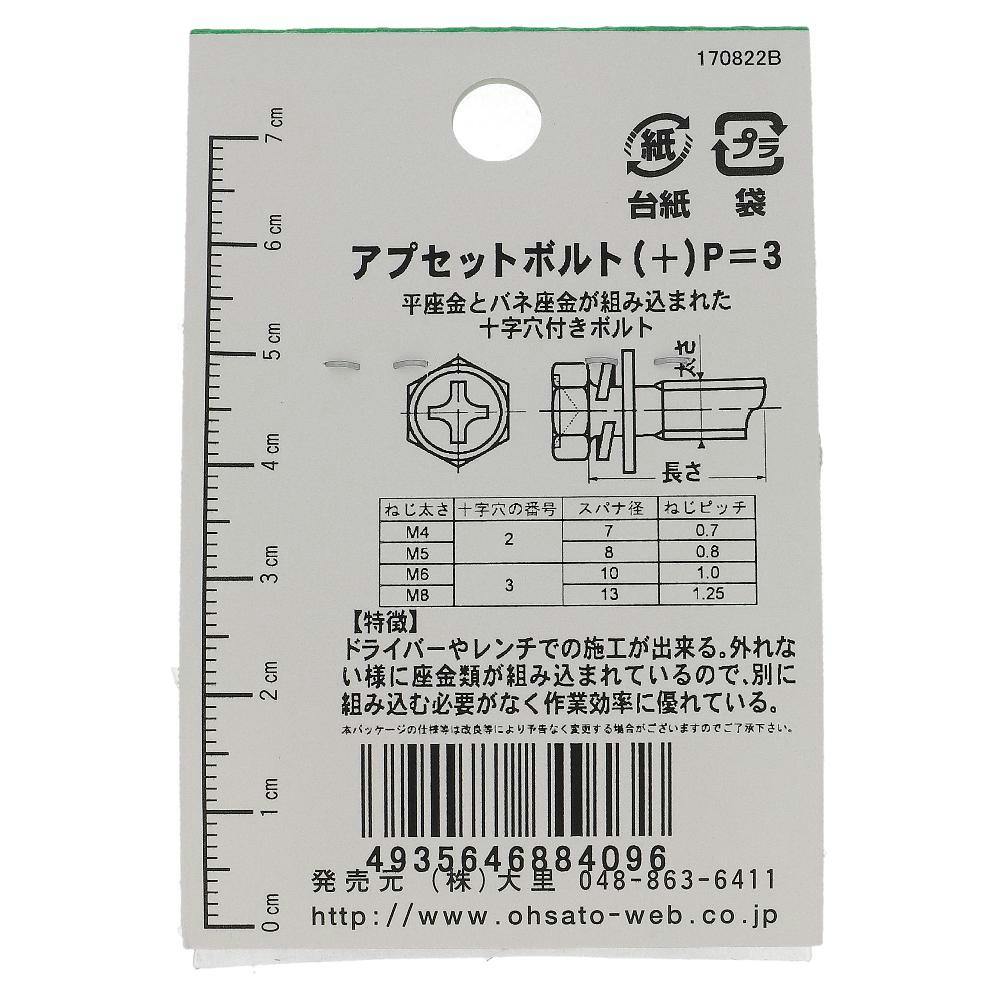 170822B
紙 プラ
台紙 袋
アプセットボルト(+)P=3
平座金とバネ座金が組み込まれた
十字穴付きボルト
太さ
長さ
ねじ太さ 十字穴の番号 スパナ径 ねじピッチ
M4 2 7 0.7
M5 8 0.8
M6 3 10 1.0
M8 13 1.25
【特徴】
ドライバーやレンチでの施工が出来る。外れな
い様に座金類が組み込まれているので、別に
組み込む必要がなく作業効率に優れている。
本パッケージの仕様等は改良等により予告なく変更する場合がございますのでご了承下さい。
4935646884096
発売元 (株)大里 048-863-6411
http://www.ohsato-web.co.jp
7cm
6cm
5cm
4cm
3cm
2cm
1cm
0cm